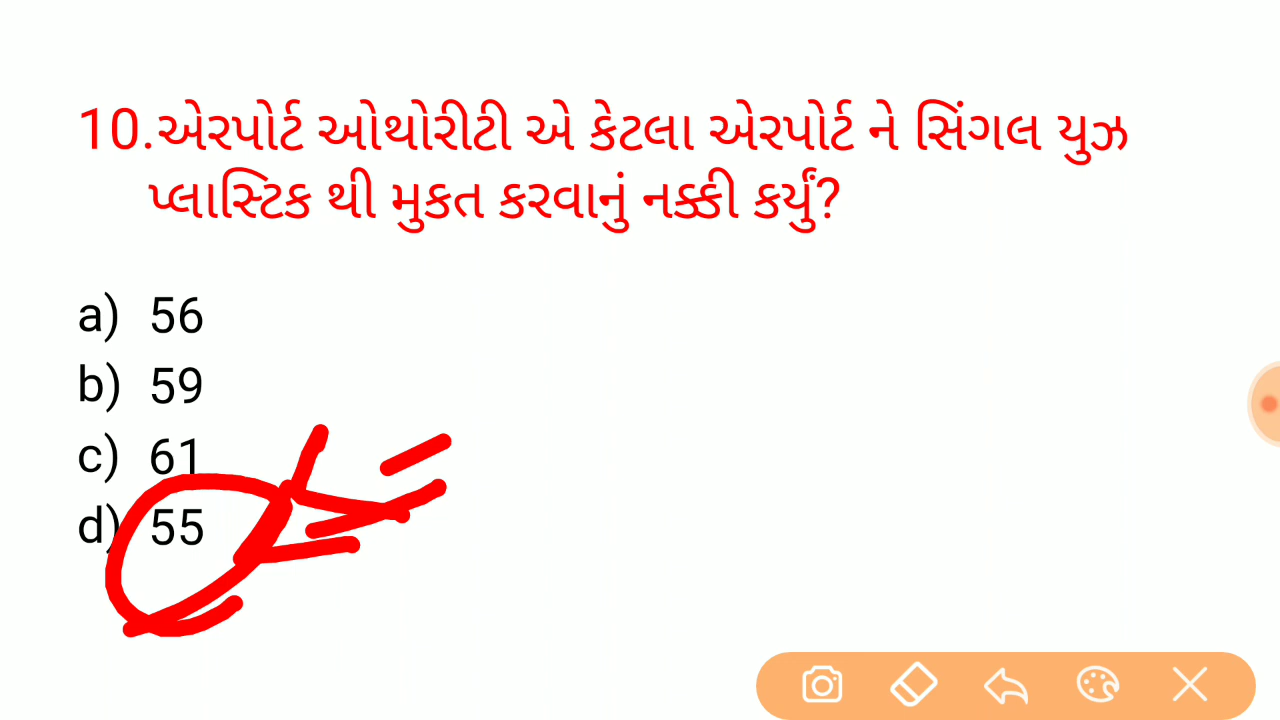 10.એરપોર્ટ ઓથોરીટી એ કેટલા એરપોર્ટ ને સિંગલ યુઝ
પ્લાસ્ટિક થી મુકત કરવાનું નક્કી કર્યું?
a) 56
b) 59
c) 61
d) 55